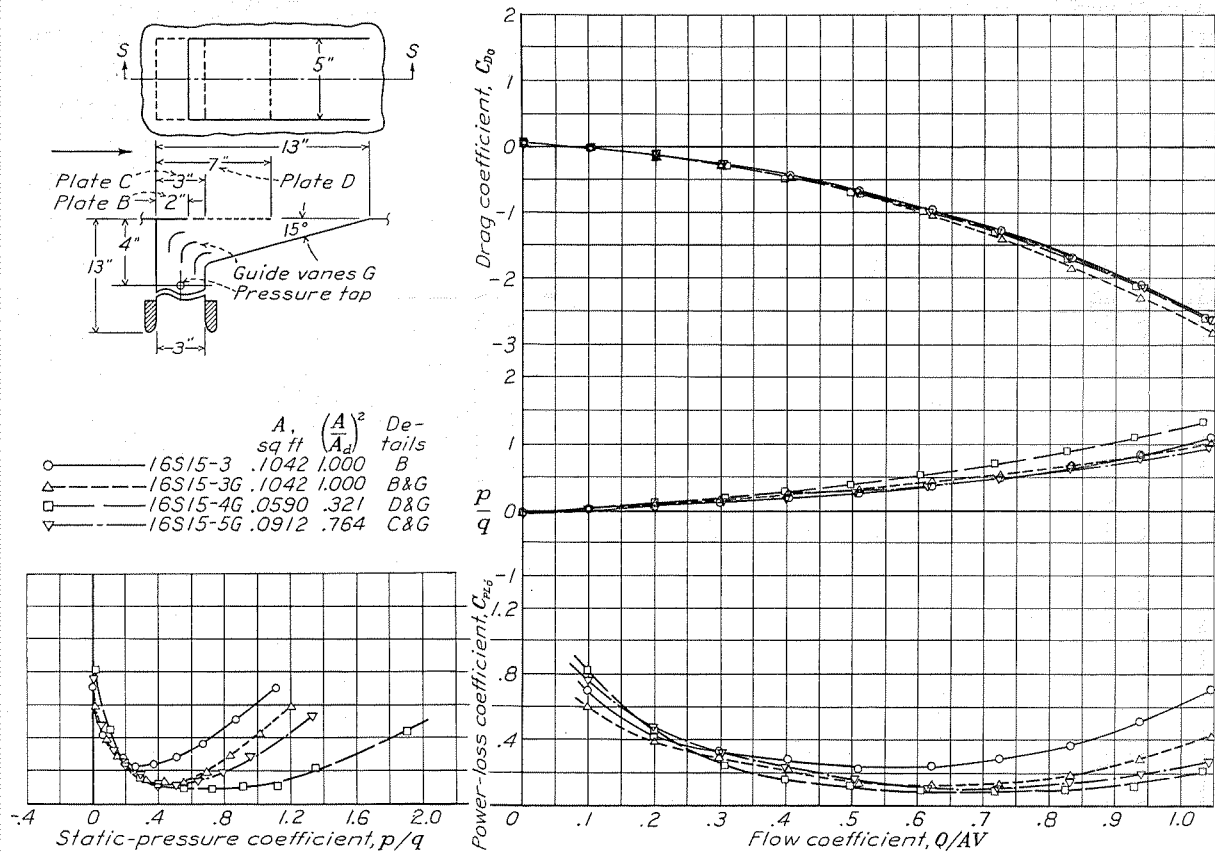 S
S
5"
13"
7"
Plate C
3"
Plate D
Plate B
2"
15°
4"
13"
Guide vanes G
Pressure tap
3"
A, sq ft
(A/A_d)²
De-tails
16S15-3 .1042 1.000 B
16S15-3G .1042 1.000 B&G
16S15-4G .0590 .321 D&G
16S15-5G .0912 .764 C&G
-.4 0 .4 .8 1.2 1.6 2.0
Static-pressure coefficient, p/q
Drag coefficient, C_D₀
2
1
0
-1
-2
-3
p/q
2
1
0
-1
Power-loss coefficient, C_PL₀
1.2
.8
.4
0 .1 .2 .3 .4 .5 .6 .7 .8 .9 1.0
Flow coefficient, Q/AV